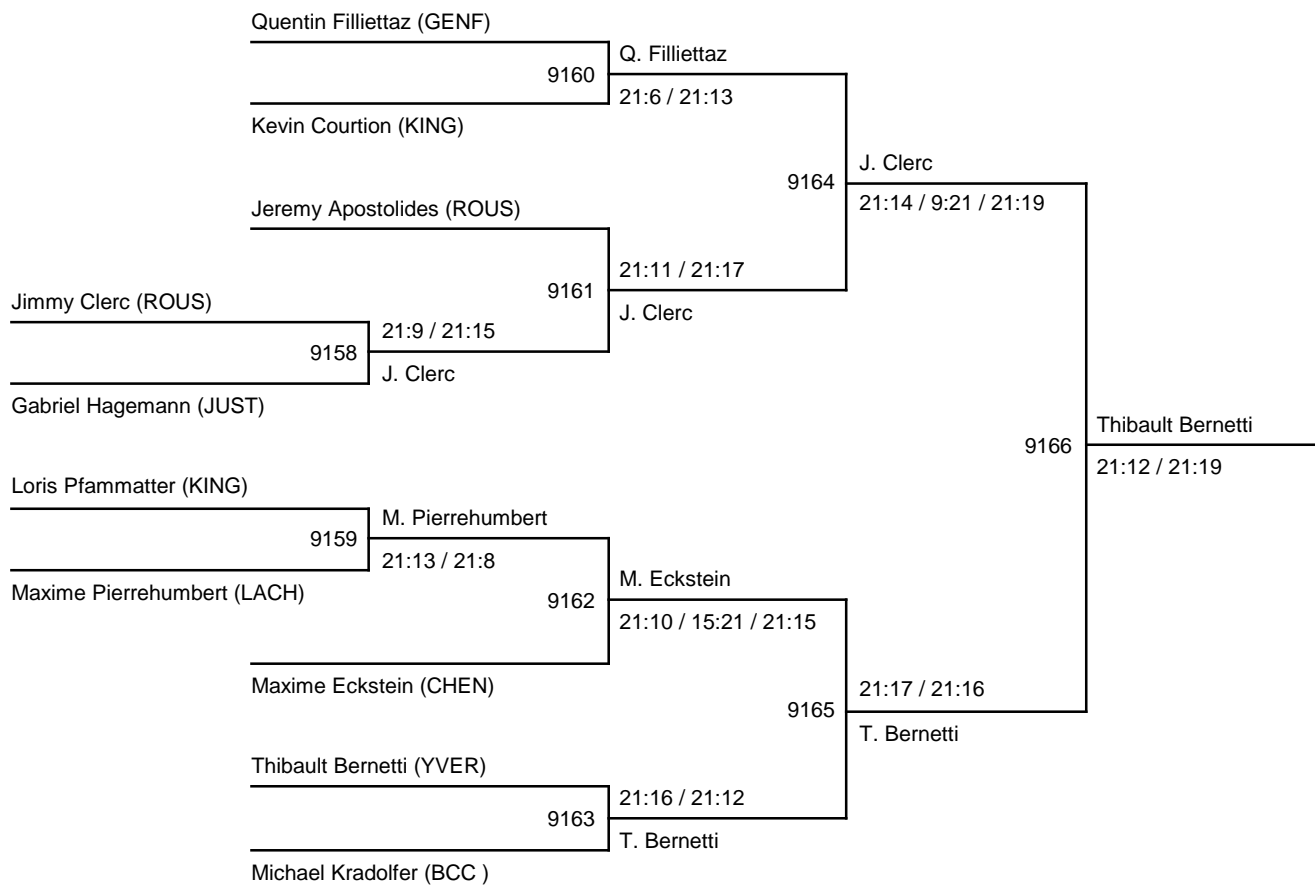 Quentin Filliettaz (GENF)
9160
Q. Filliettaz
21:6 / 21:13
Kevin Courtion (KING)
9164
J. Clerc
21:14 / 9:21 / 21:19
Jeremy Apostolides (ROUS)
9161
21:11 / 21:17
J. Clerc
Jimmy Clerc (ROUS)
9158
21:9 / 21:15
J. Clerc
Gabriel Hagemann (JUST)
9166
Thibault Bernetti
21:12 / 21:19
Loris Pfammatter (KING)
9159
M. Pierrehumbert
21:13 / 21:8
Maxime Pierrehumbert (LACH)
9162
M. Eckstein
21:10 / 15:21 / 21:15
Maxime Eckstein (CHEN)
9165
21:17 / 21:16
T. Bernetti
Thibault Bernetti (YVER)
9163
21:16 / 21:12
T. Bernetti
Michael Kradolfer (BCC )